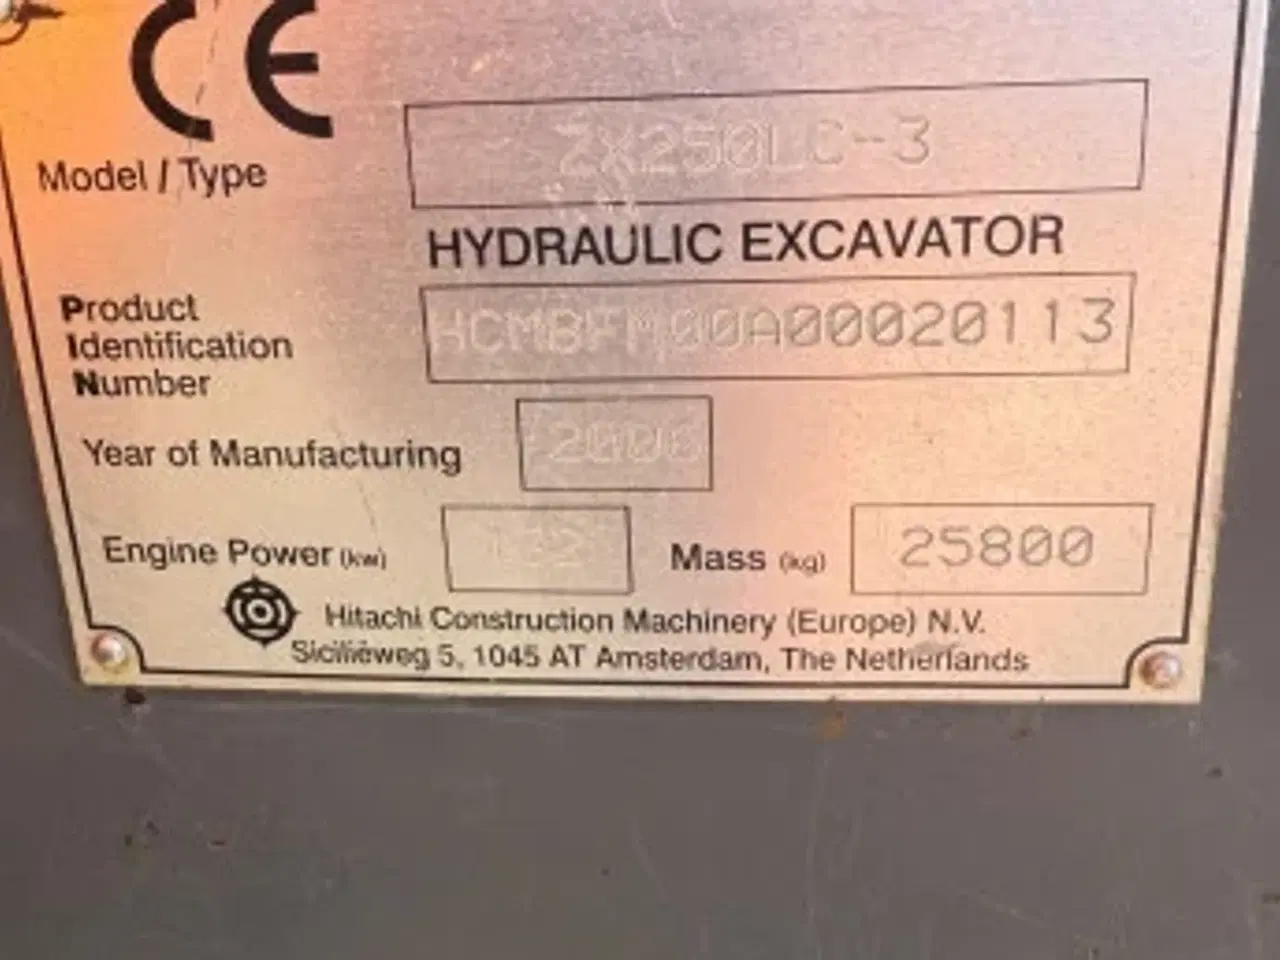 CE
Model / Type ZX250LC-3
HYDRAULIC EXCAVATOR
Product
Identification
Number
HCMBFM00A00020113
Year of Manufacturing 2006
Engine Power (kw) Mass (kg) 25800
Hitachi Construction Machinery (Europe) N.V.
Siciliëweg 5, 1045 AT Amsterdam, The Netherlands